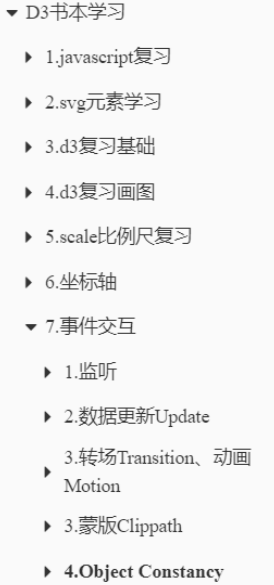 D3书本学习
1.javascript复习
2.svg元素学习
3.d3复习基础
4.d3复习画图
5.scale比例尺复习
6.坐标轴
7.事件交互
1.监听
2.数据更新Update
3.转场Transition、动画
Motion
3.蒙版Clippath
4.Object Constancy